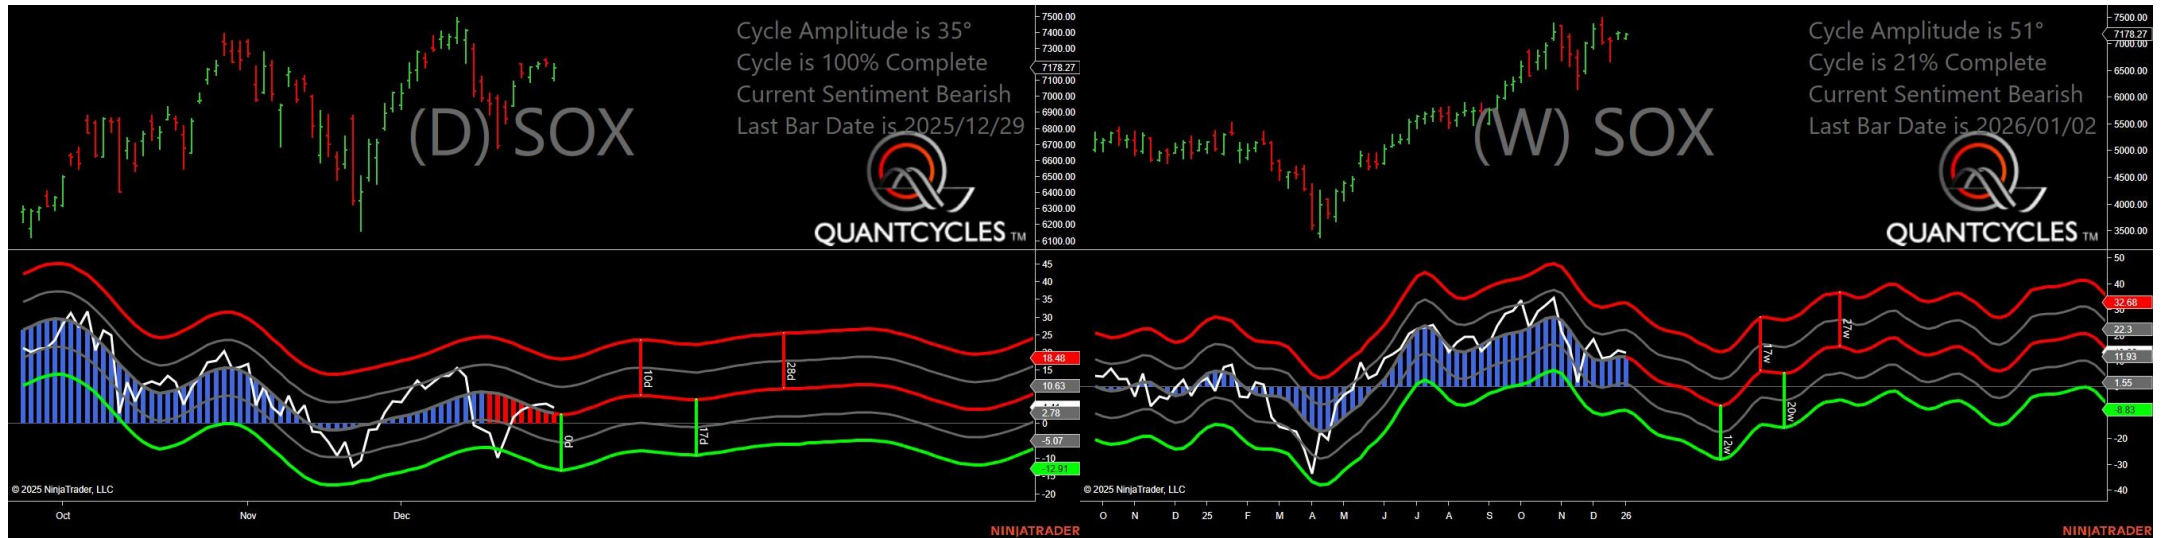 Cycle Amplitude is 35°
Cycle is 100% Complete
Current Sentiment Bearish
Last Bar Date is 2025/12/29
(D) SOX
QUANTCYCLES TM
7500.00
7400.00
7300.00
7178.27
7100.00
7000.00
6900.00
6800.00
6700.00
6600.00
6500.00
6400.00
6300.00
6200.00
6100.00
45
40
35
30
25
18.48
15
10.63
2.78
0
-5.07
-10
-12.91
-20
10d
28d
0d
17d
© 2025 NinjaTrader, LLC
Oct Nov Dec
NINJATRADER
Cycle Amplitude is 51°
Cycle is 21% Complete
Current Sentiment Bearish
Last Bar Date is 2026/01/02
(W) SOX
QUANTCYCLES TM
7500.00
7178.27
7000.00
6500.00
6000.00
5500.00
5000.00
4500.00
4000.00
3500.00
50
40
32.68
30
22.3
11.93
1.55
-8.83
-20
-30
-40
17w
27w
12w
20w
© 2025 NinjaTrader, LLC
O N D 25 F M A M J J A S O N D 26
NINJATRADER